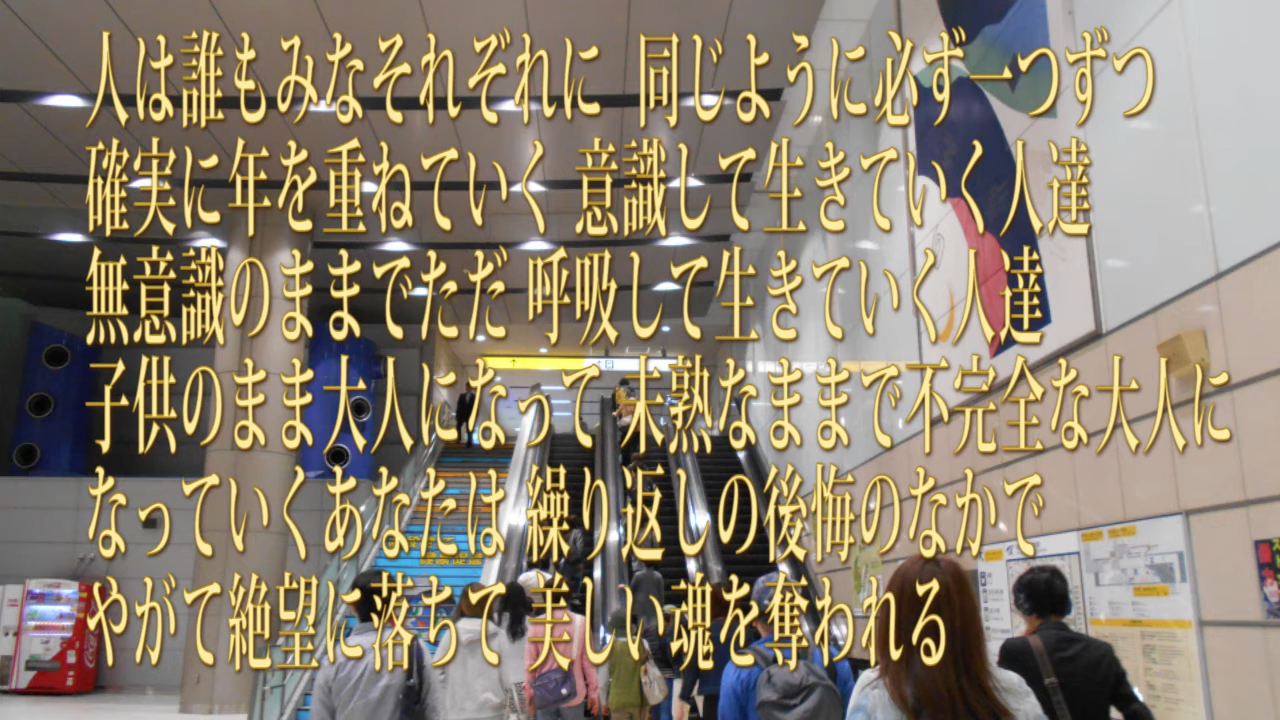 人は誰もみなそれぞれに 同じように必ず一つずつ
確実に年を重ねていく 意識して生きていく人達
無意識のままでただ 呼吸して生きていく人達
子供のまま大人になって 未熟なままで不完全な大人に
なっていくあなたは 繰り返しの後悔のなかで
やがて絶望に落ちて 美しい魂を奪われる